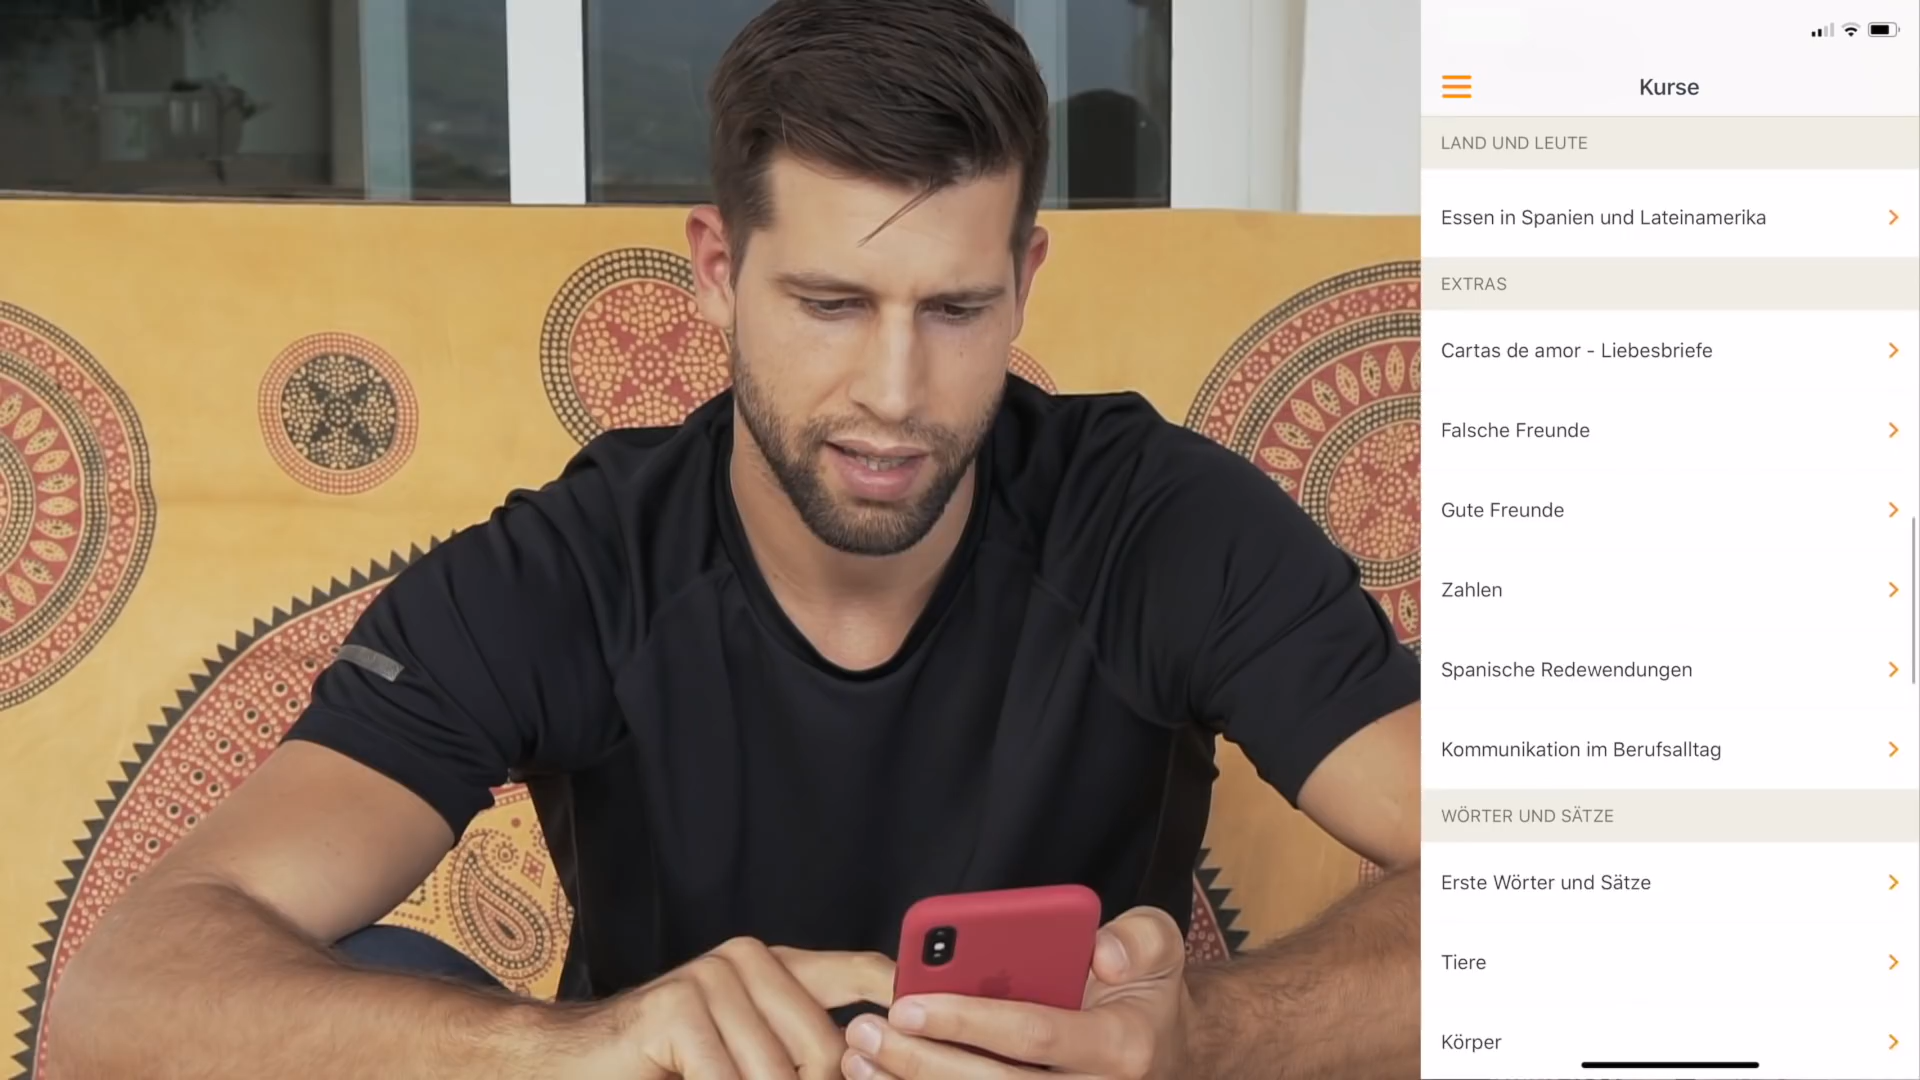 Kurse
LAND UND LEUTE
Essen in Spanien und Lateinamerika
EXTRAS
Cartas de amor - Liebesbriefe
Falsche Freunde
Gute Freunde
Zahlen
Spanische Redewendungen
Kommunikation im Berufsalltag
WÖRTER UND SÄTZE
Erste Wörter und Sätze
Tiere
Körper